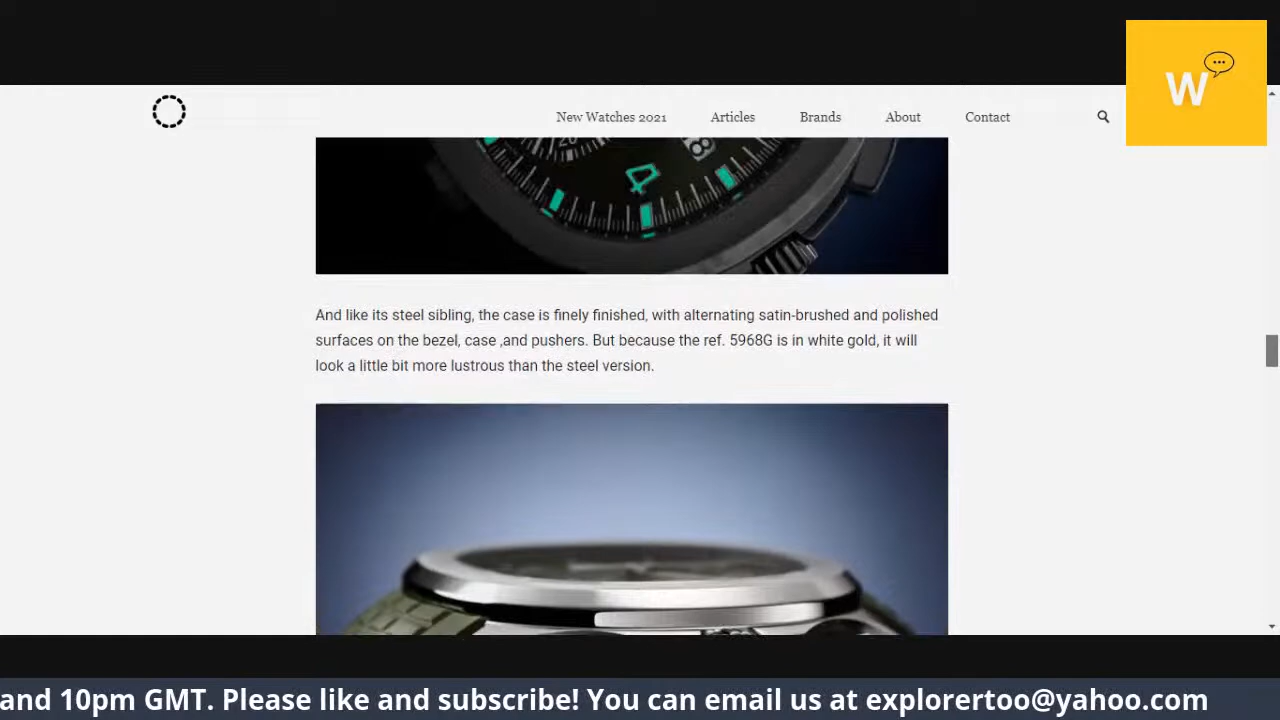 W
New Watches 2021 Articles Brands About Contact
20
8
4
And like its steel sibling, the case is finely finished, with alternating satin-brushed and polished
surfaces on the bezel, case ,and pushers. But because the ref. 5968G is in white gold, it will
look a little bit more lustrous than the steel version.
and 10pm GMT. Please like and subscribe! You can email us at explorertoo@yahoo.com